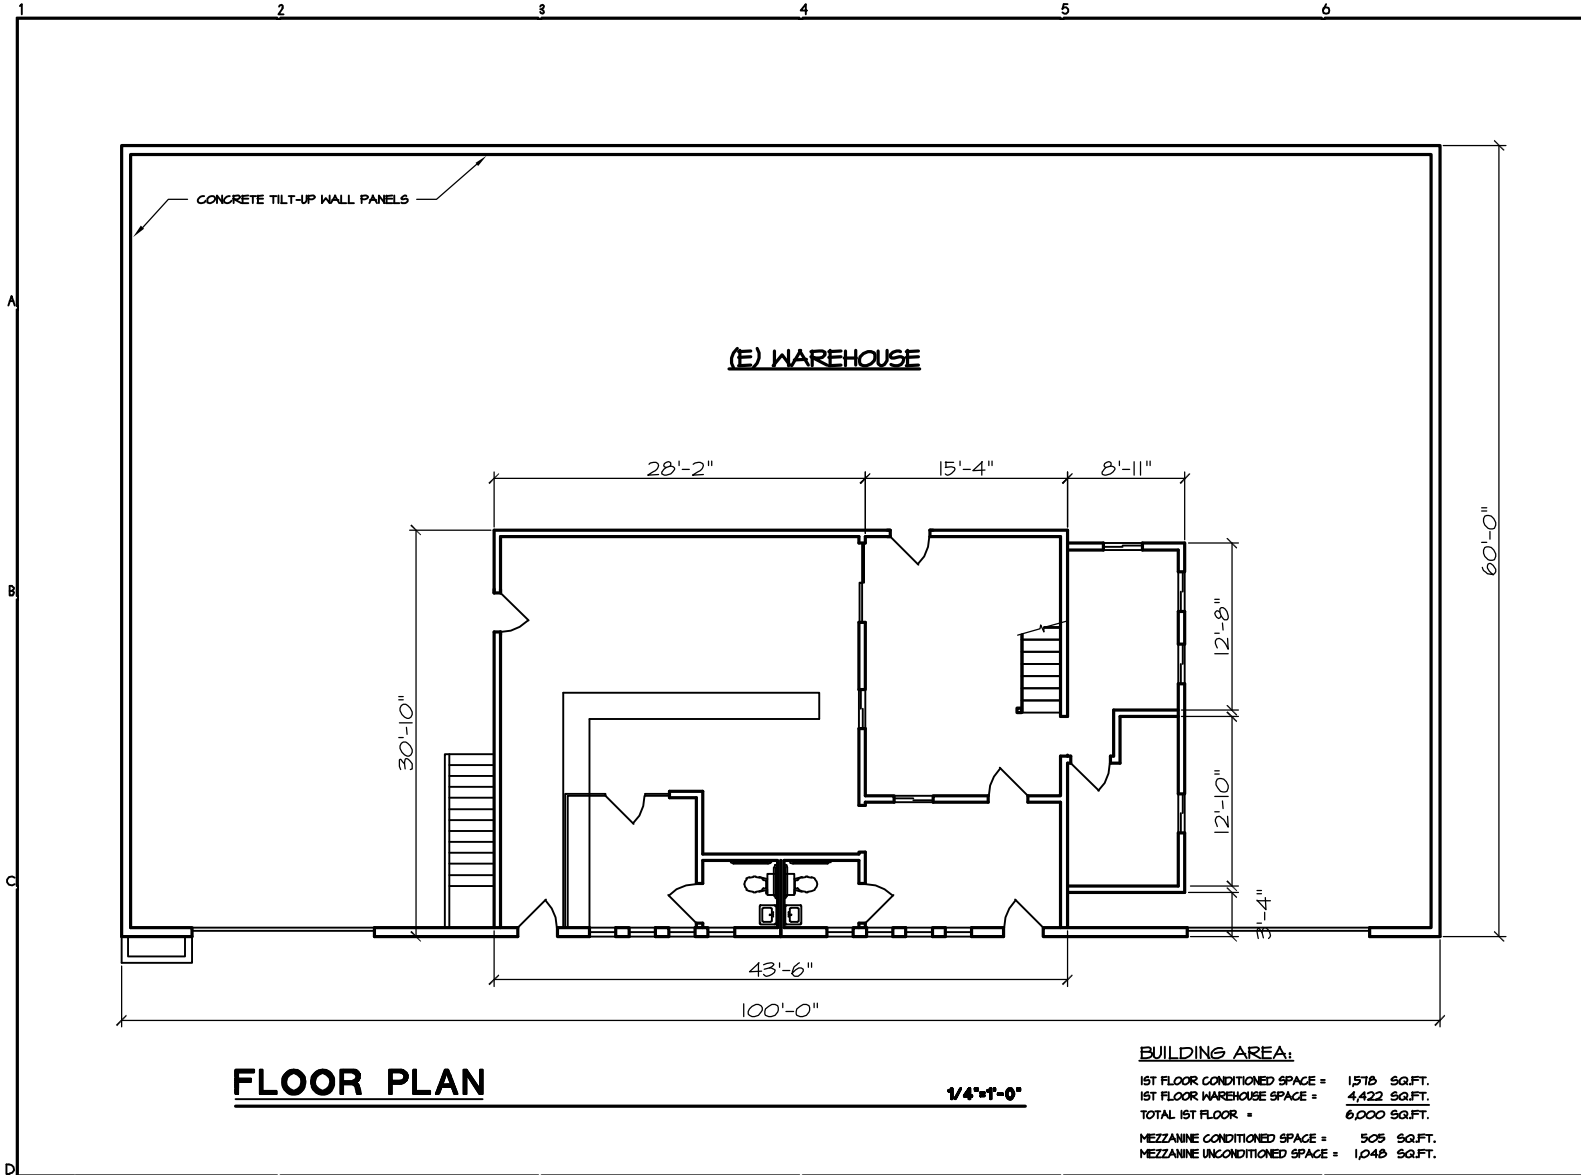 1 2 3 4 5 6
CONCRETE TILT-UP WALL PANELS
A
(E) WAREHOUSE
28'-2" 15'-4" 8'-11"
60'-0"
B
12'-8"
30'-10"
12'-10"
C
3'-4"
43'-6"
100'-0"
BUILDING AREA:
FLOOR PLAN 1/4"=1'-0"
1ST FLOOR CONDITIONED SPACE = 1,578 SQ.FT.
1ST FLOOR WAREHOUSE SPACE = 4,422 SQ.FT.
TOTAL 1ST FLOOR = 6,000 SQ.FT.
MEZZANINE CONDITIONED SPACE = 505 SQ.FT.
MEZZANINE UNCONDITIONED SPACE = 1,048 SQ.FT.
D